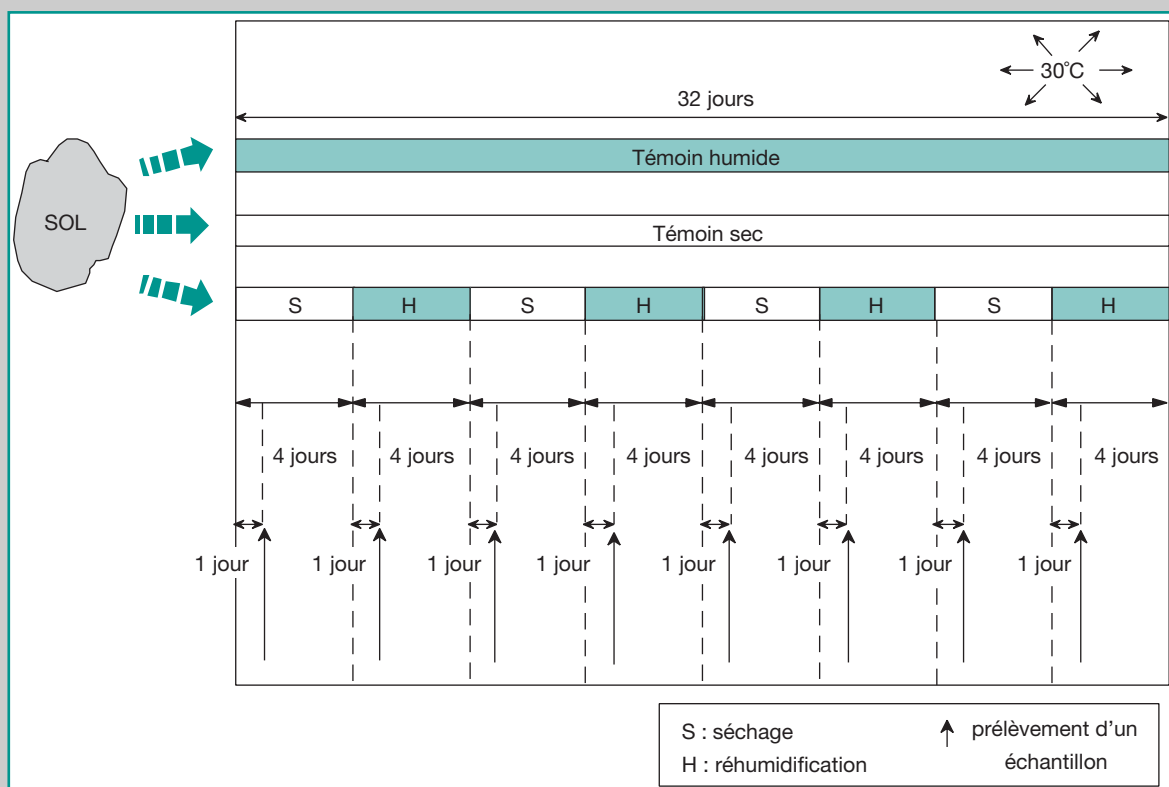 30°C
32 jours
Témoin humide
SOL
Témoin sec
S H S H S H S H
4 jours 4 jours 4 jours 4 jours 4 jours 4 jours 4 jours 4 jours
1 jour 1 jour 1 jour 1 jour 1 jour 1 jour 1 jour 1 jour
S : séchage
H : réhumidification
prélèvement d'un
échantillon